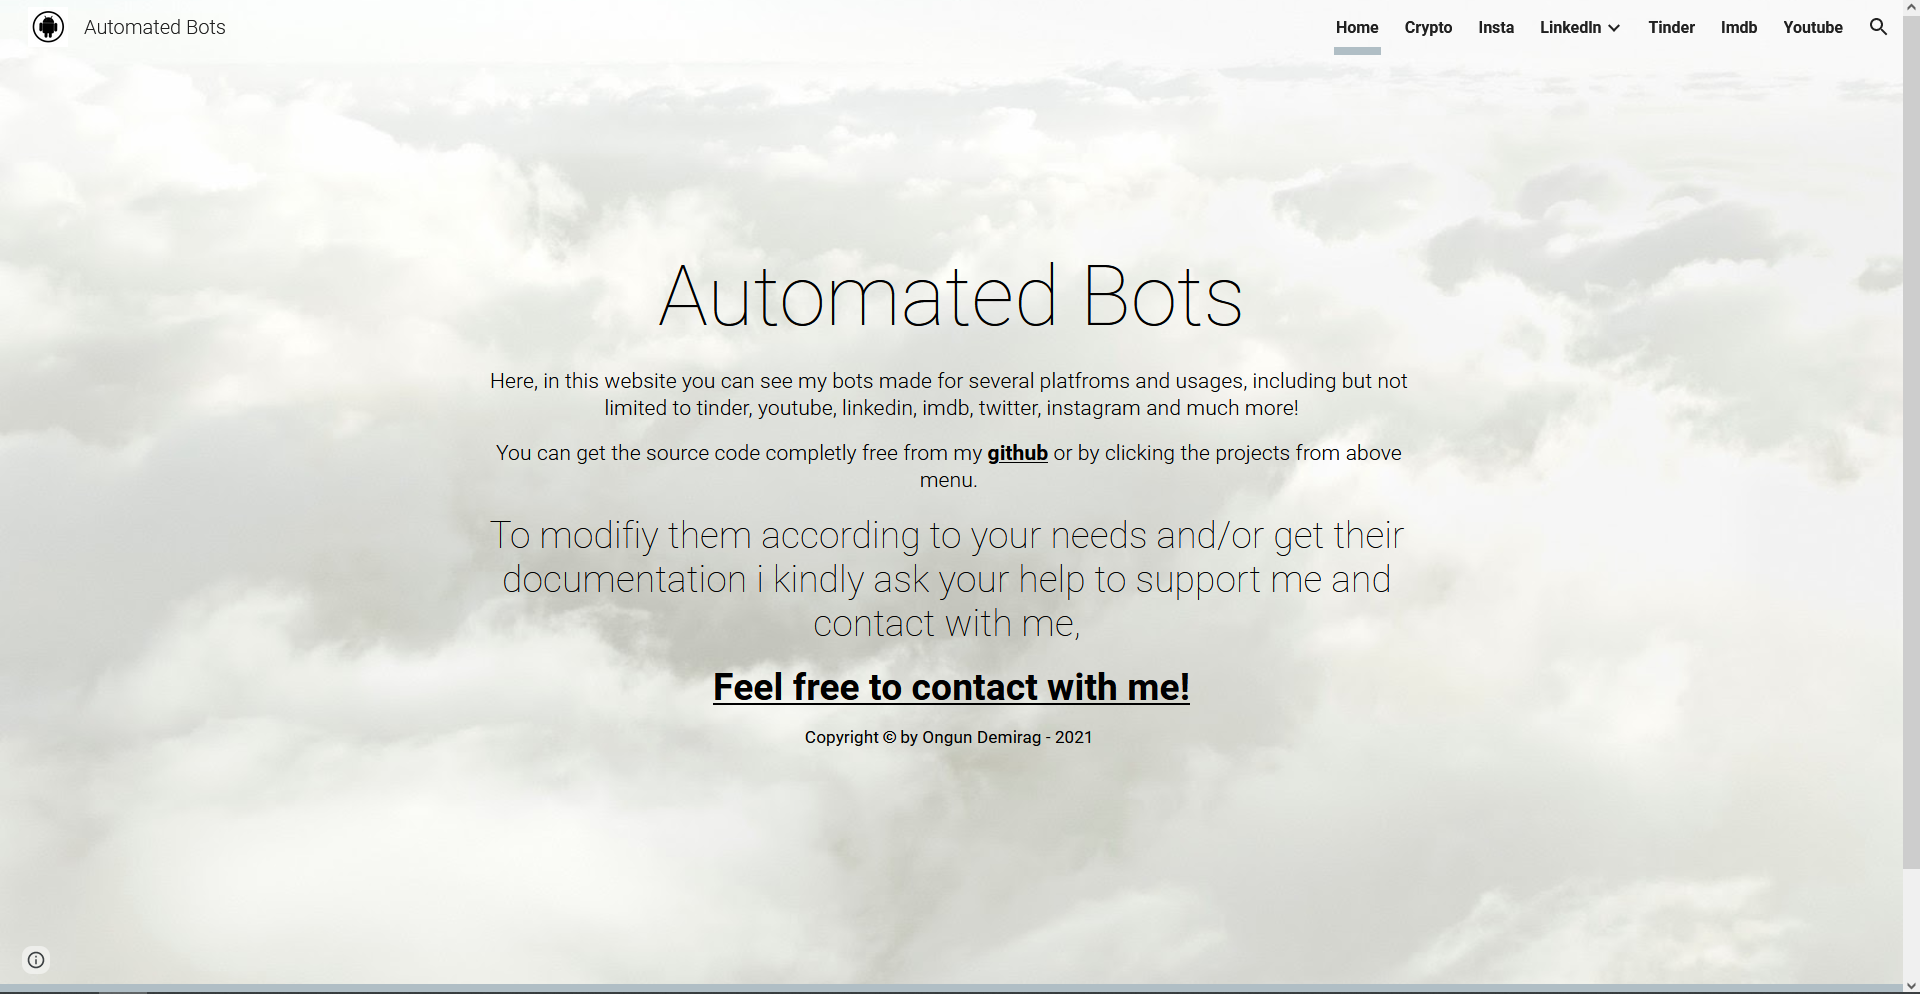 Automated Bots
Home Crypto Insta LinkedIn Tinder Imdb Youtube
Automated Bots
Here, in this website you can see my bots made for several platfroms and usages, including but not
limited to tinder, youtube, linkedin, imdb, twitter, instagram and much more!
You can get the source code completly free from my github or by clicking the projects from above
menu.
To modifiy them according to your needs and/or get their
documentation i kindly ask your help to support me and
contact with me,
Feel free to contact with me!
Copyright © by Ongun Demirag - 2021